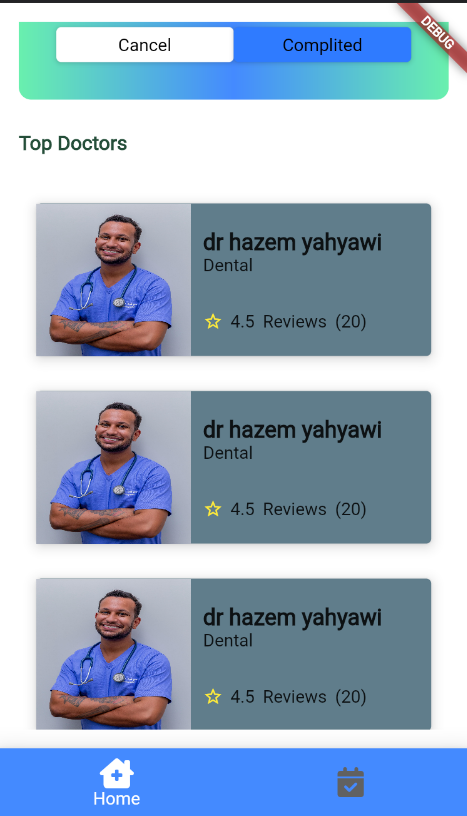 DEBUG
Cancel Complited
Top Doctors
dr hazem yahyawi
Dental
4.5 Reviews (20)
dr hazem yahyawi
Dental
4.5 Reviews (20)
dr hazem yahyawi
Dental
4.5 Reviews (20)
Home